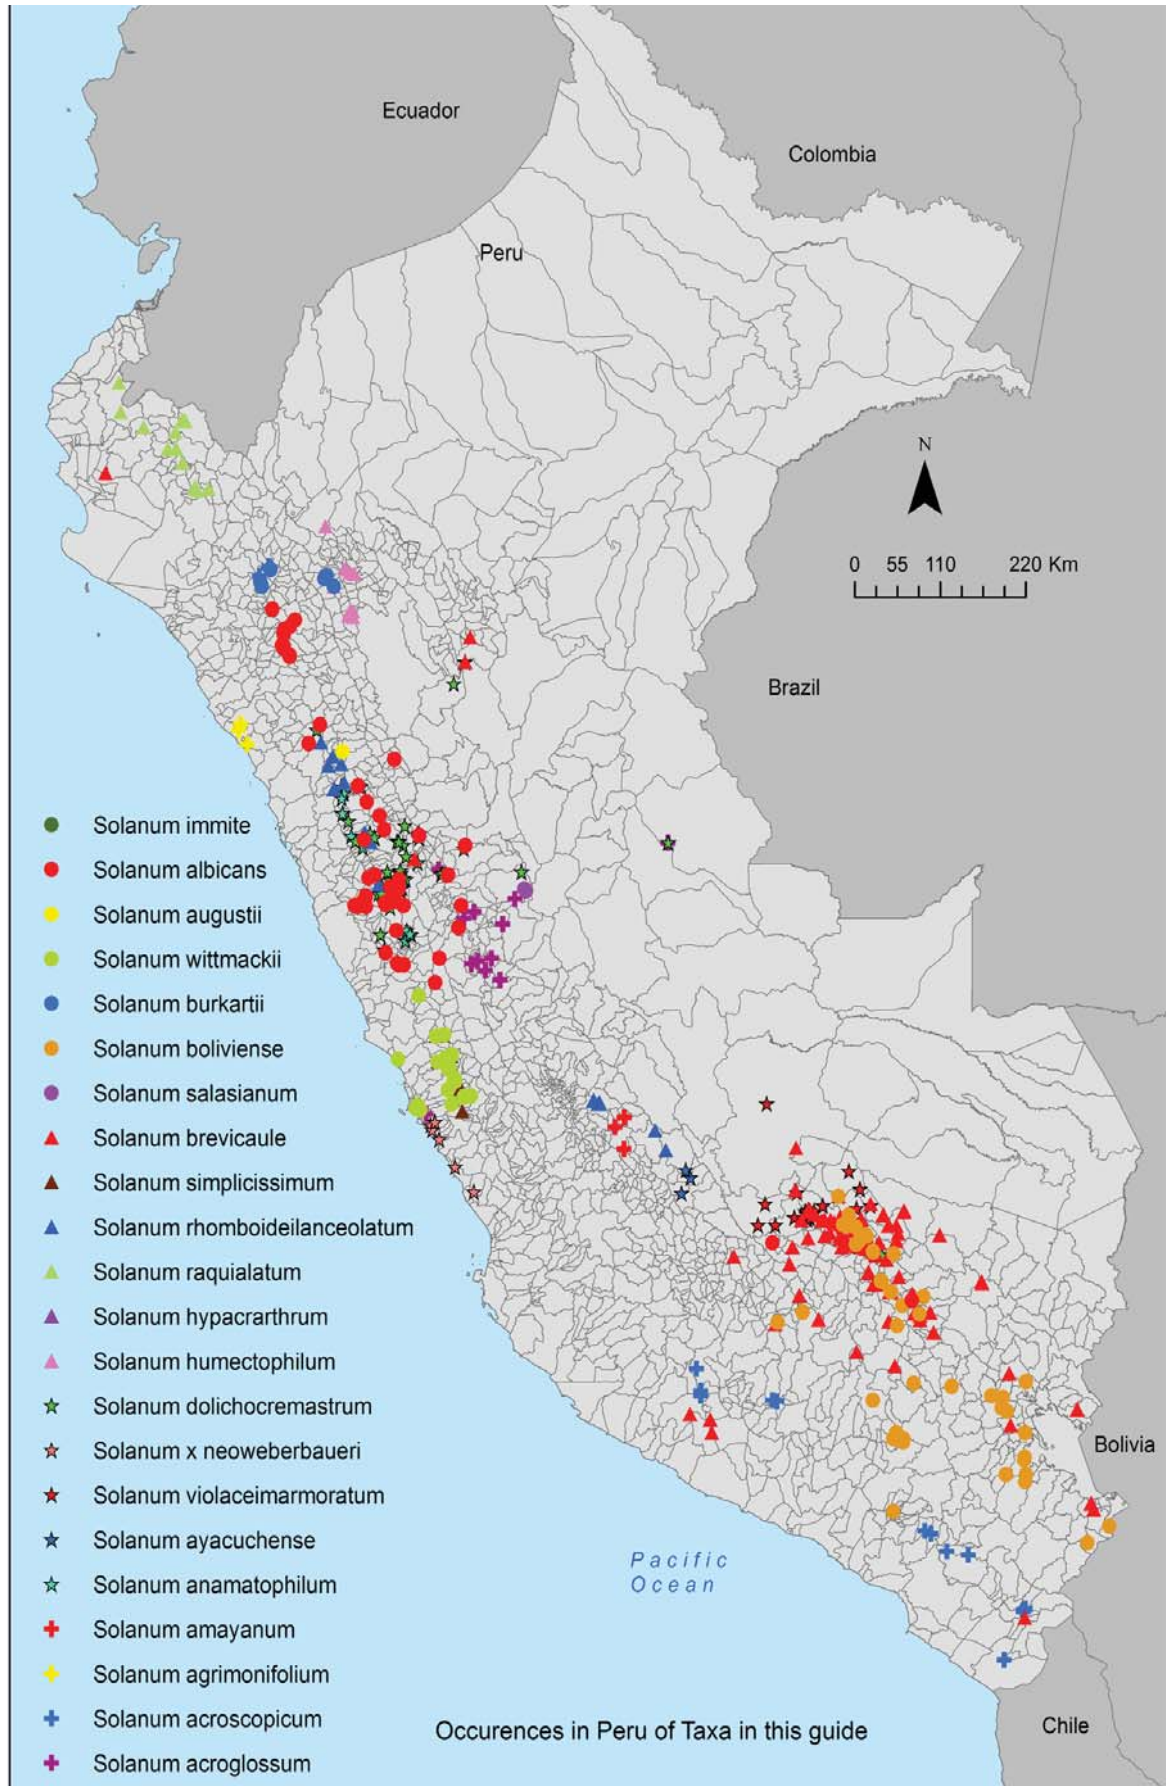 Ecuador
Colombia
Peru
N
0 55 110 220 Km
Brazil
Solanum immite
Solanum albicans
Solanum augustii
Solanum wittmackii
Solanum burkartii
Solanum boliviense
Solanum salasianum
Solanum brevicaule
Solanum simplicissimum
Solanum rhomboideilanceolatum
Solanum raquialatum
Solanum hypacrarthrum
Solanum humectophilum
Solanum dolichocremastrum
Solanum x neoweberbaueri
Solanum violaceimarmoratum
Solanum ayacuchense
Solanum anamatophilum
Solanum amayanum
Solanum agrimonifolium
Solanum acroscopicum
Solanum acroglossum
Bolivia
Pacific
Ocean
Chile
Occurences in Peru of Taxa in this guide